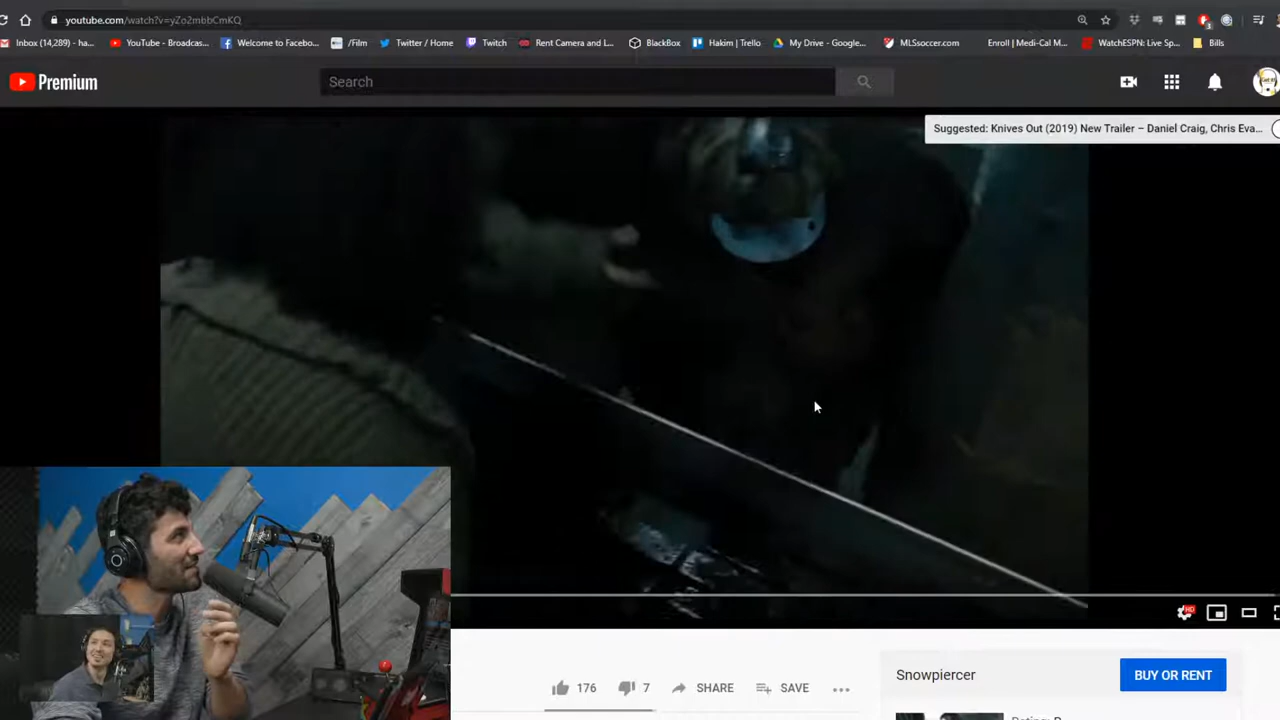 youtube.com/watch?v=yZo2mbbCmKQ
Inbox (14,289) - ha...
YouTube - Broadcas...
Welcome to Facebo...
/Film
Twitter / Home
Twitch
Rent Camera and L...
BlackBox
Hakim | Trello
My Drive - Google...
MLSsoccer.com
Enroll | Medi-Cal M...
WatchESPN: Live Sp...
Bills
Premium
Search
Suggested: Knives Out (2019) New Trailer – Daniel Craig, Chris Eva...
HD
176
7
SHARE
SAVE
Snowpiercer
BUY OR RENT